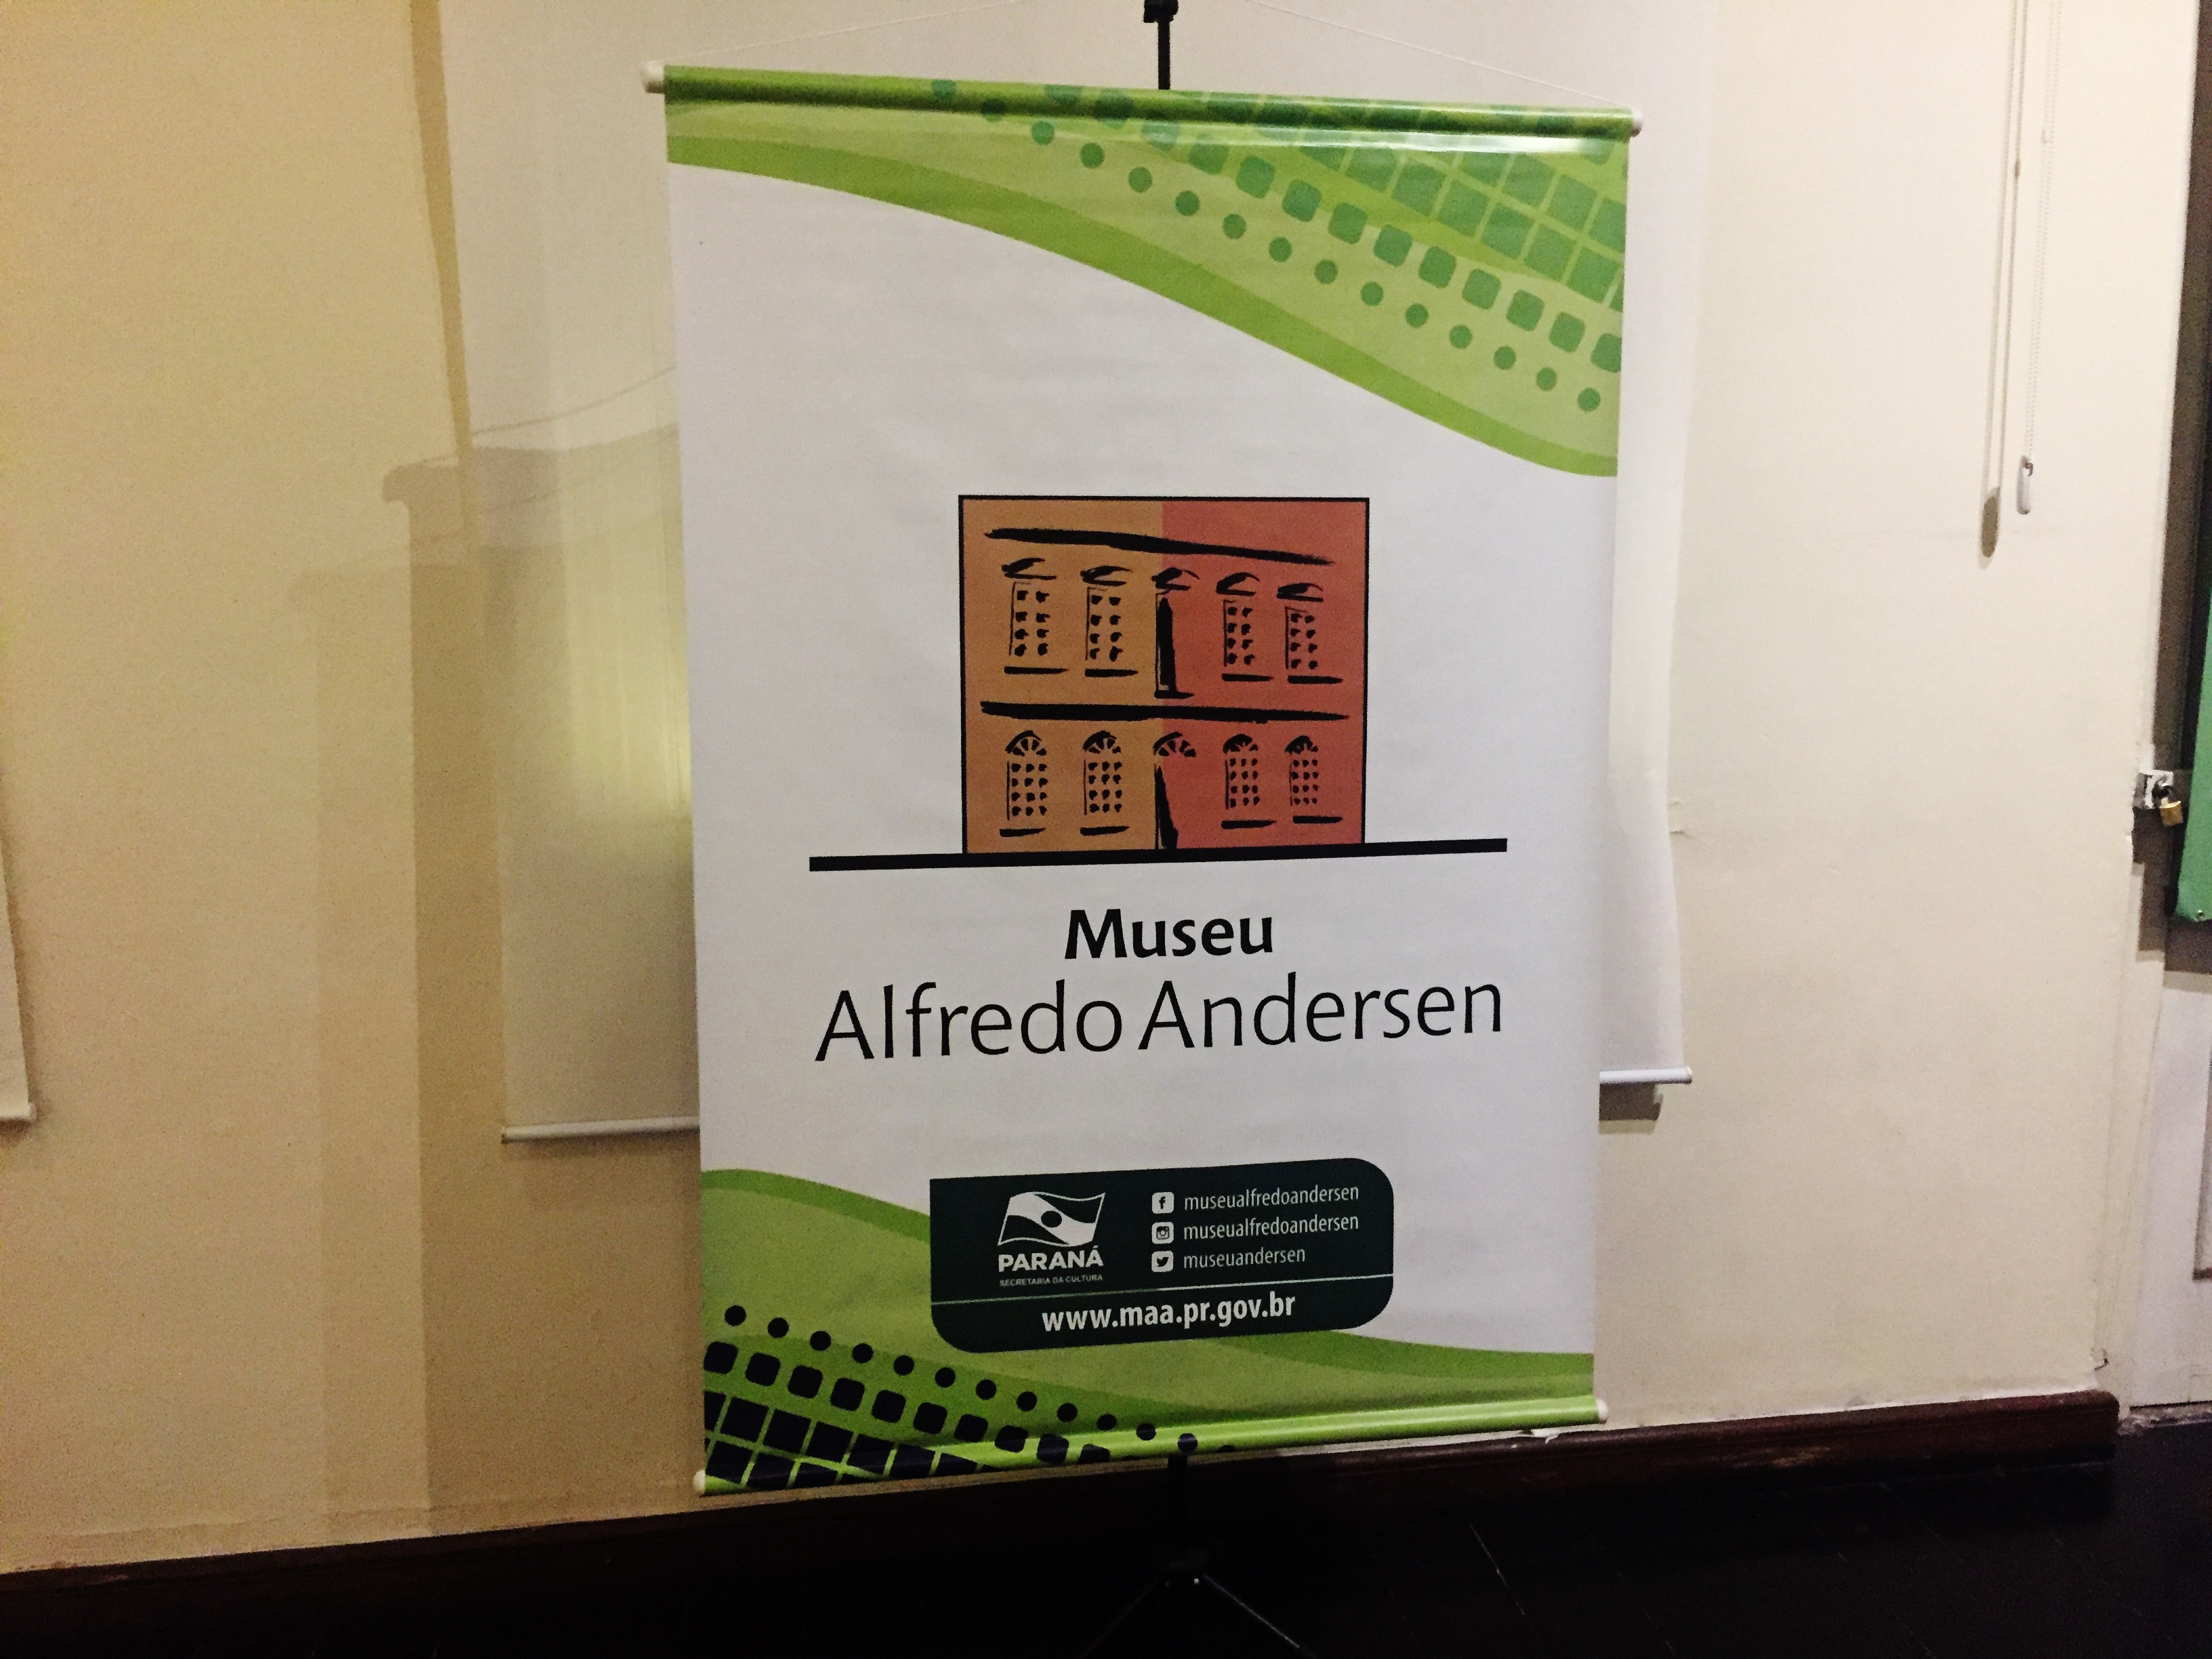 Museu
Alfredo Andersen
PARANÁ
SECRETARIA DA CULTURA
museualfredoandersen
museualfredoandersen
museuandersen
www.maa.pr.gov.br